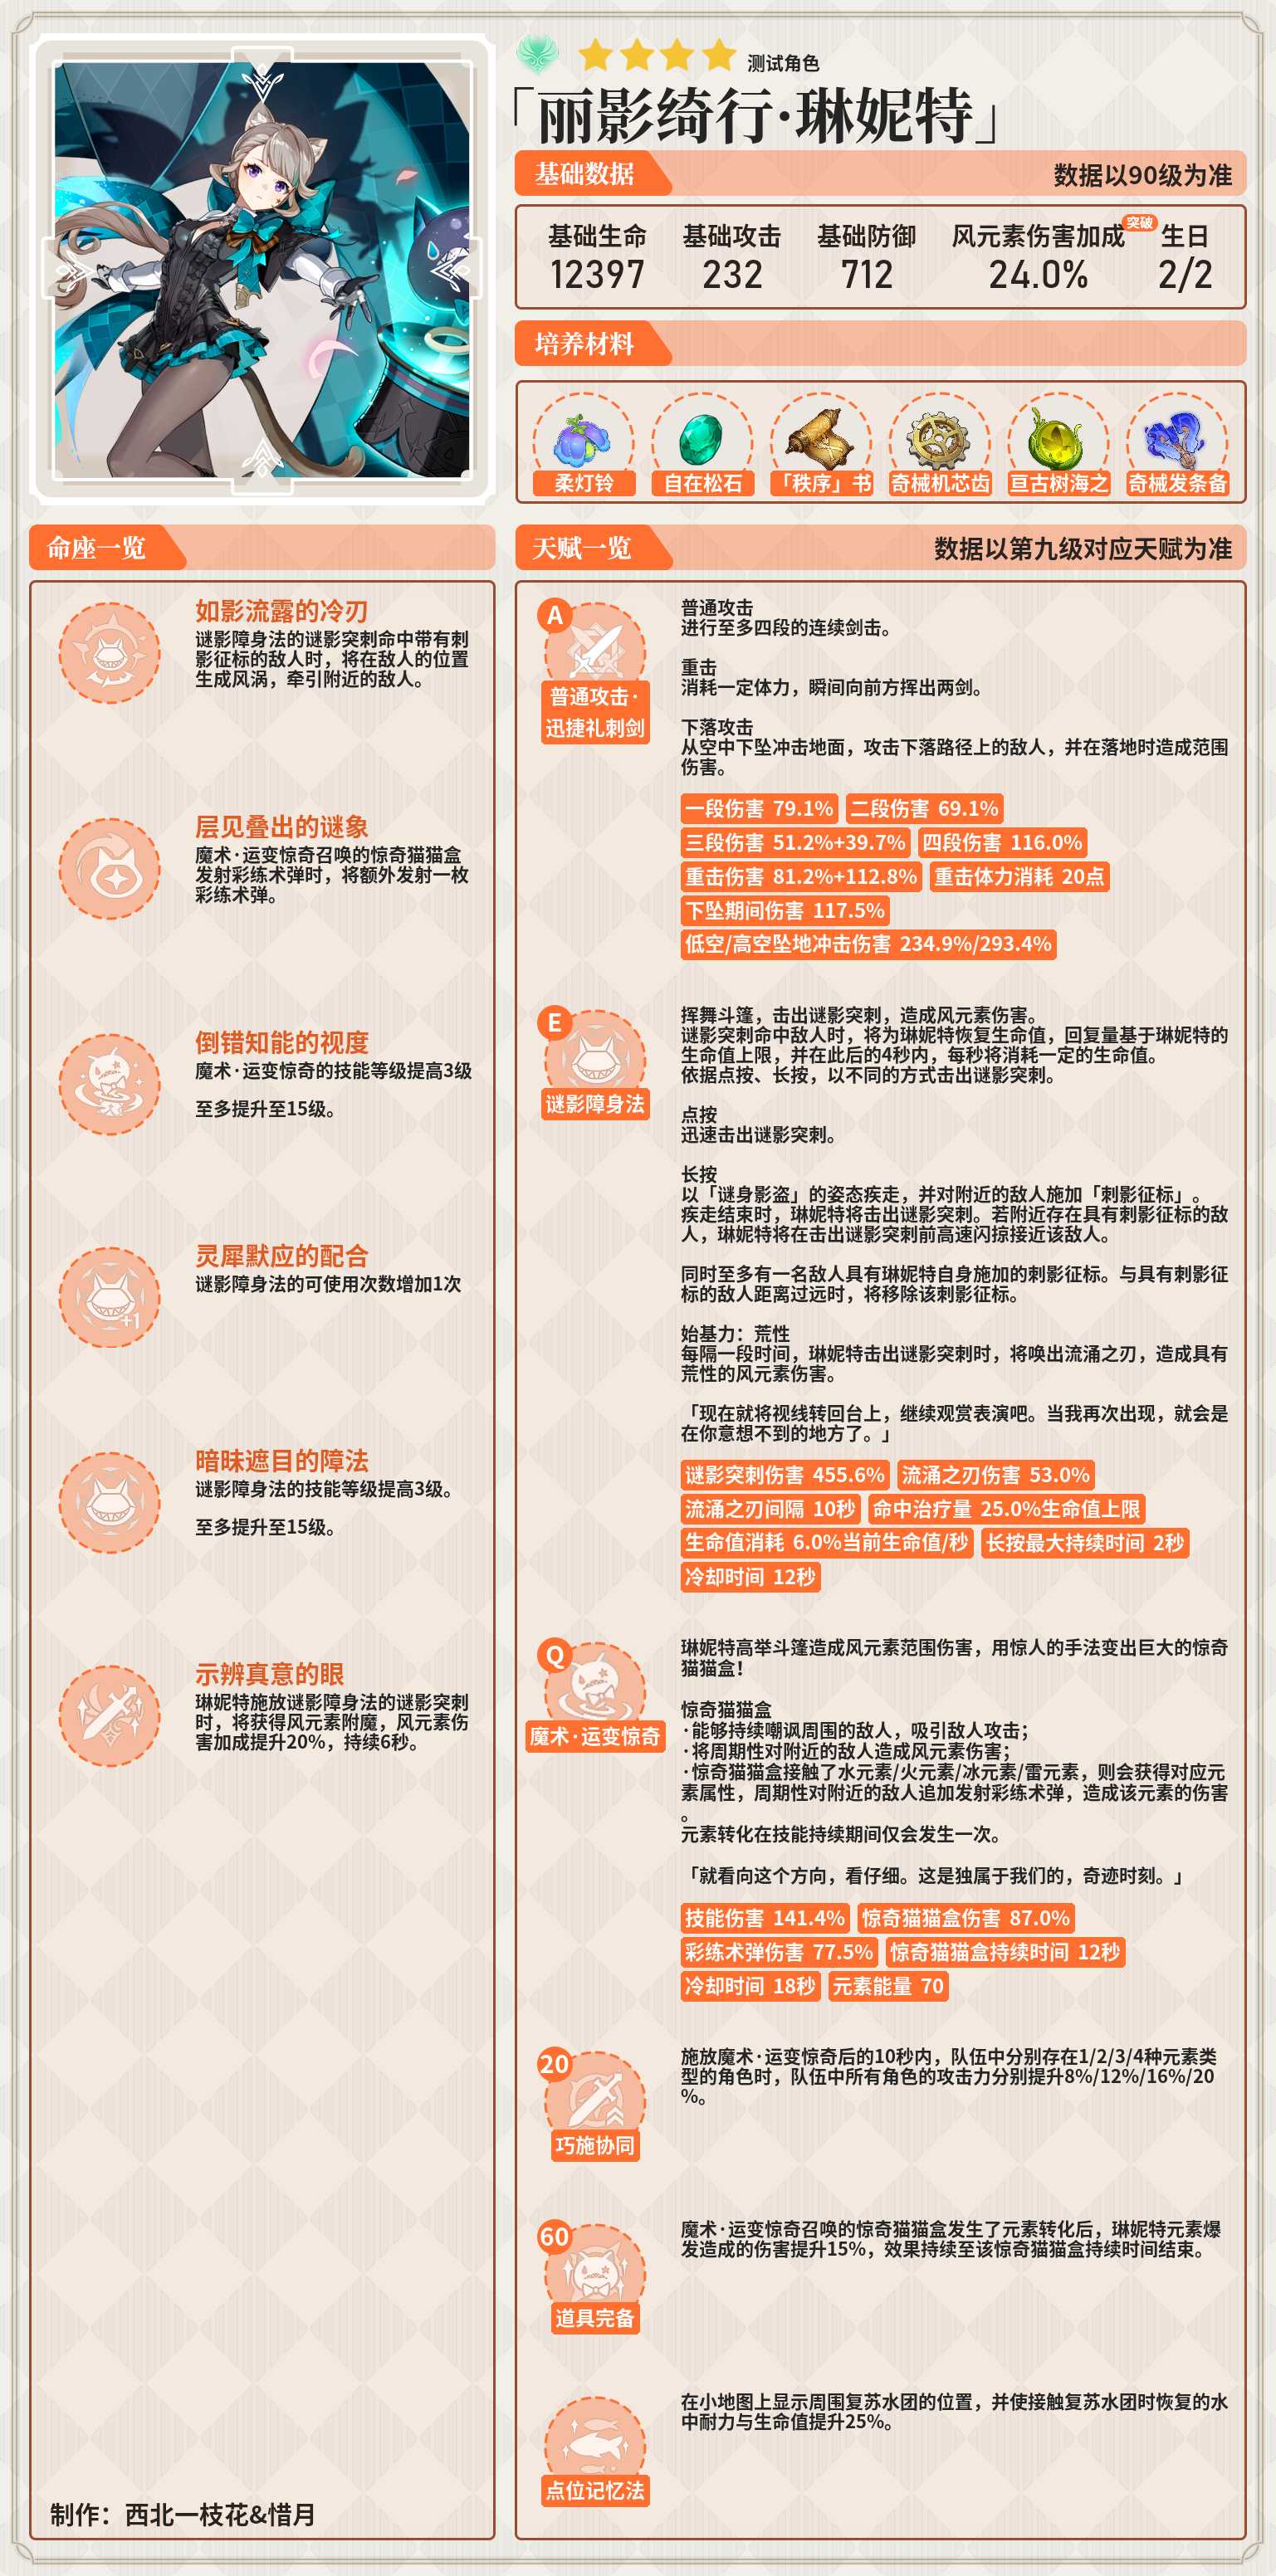 测试角色
「丽影绮行·琳妮特」
基础数据
数据以90级为准
基础生命
12397
基础攻击
232
基础防御
712
风元素伤害加成
突破
24.0%
生日
2/2
培养材料
柔灯铃
自在松石
「秩序」书
奇械机芯齿
亘古树海之
奇械发条备
命座一览
如影流露的冷刃
谜影障身法的谜影突刺命中带有刺
影征标的敌人时，将在敌人的位置
生成风涡，牵引附近的敌人。
层见叠出的谜象
魔术·运变惊奇召唤的惊奇猫猫盒
发射彩练术弹时，将额外发射一枚
彩练术弹。
倒错知能的视度
魔术·运变惊奇的技能等级提高3级
至多提升至15级。
灵犀默应的配合
谜影障身法的可使用次数增加1次
+1
暗昧遮目的障法
谜影障身法的技能等级提高3级。
至多提升至15级。
示辨真意的眼
琳妮特施放谜影障身法的谜影突刺
时，将获得风元素附魔，风元素伤
害加成提升20%，持续6秒。
制作：西北一枝花&惜月
天赋一览
数据以第九级对应天赋为准
A
普通攻击·
迅捷礼刺剑
普通攻击
进行至多四段的连续剑击。
重击
消耗一定体力，瞬间向前方挥出两剑。
下落攻击
从空中下坠冲击地面，攻击下落路径上的敌人，并在落地时造成范围
伤害。
一段伤害 79.1% 二段伤害 69.1%
三段伤害 51.2%+39.7% 四段伤害 116.0%
重击伤害 81.2%+112.8% 重击体力消耗 20点
下坠期间伤害 117.5%
低空/高空坠地冲击伤害 234.9%/293.4%
E
谜影障身法
挥舞斗篷，击出谜影突刺，造成风元素伤害。
谜影突刺命中敌人时，将为琳妮特恢复生命值，回复量基于琳妮特的
生命值上限，并在此后的4秒内，每秒将消耗一定的生命值。
依据点按、长按，以不同的方式击出谜影突刺。
点按
迅速击出谜影突刺。
长按
以「谜身影盗」的姿态疾走，并对附近的敌人施加「刺影征标」。
疾走结束时，琳妮特将击出谜影突刺。若附近存在具有刺影征标的敌
人，琳妮特将在击出谜影突刺前高速闪掠接近该敌人。
同时至多有一名敌人具有琳妮特自身施加的刺影征标。与具有刺影征
标的敌人距离过远时，将移除该刺影征标。
始基力：荒性
每隔一段时间，琳妮特击出谜影突刺时，将唤出流涌之刃，造成具有
荒性的风元素伤害。
「现在就将视线转回台上，继续观赏表演吧。当我再次出现，就会是
在你意想不到的地方了。」
谜影突刺伤害 455.6% 流涌之刃伤害 53.0%
流涌之刃间隔 10秒 命中治疗量 25.0%生命值上限
生命值消耗 6.0%当前生命值/秒 长按最大持续时间 2秒
冷却时间 12秒
Q
魔术·运变惊奇
琳妮特高举斗篷造成风元素范围伤害，用惊人的手法变出巨大的惊奇
猫猫盒！
惊奇猫猫盒
·能够持续嘲讽周围的敌人，吸引敌人攻击；
·将周期性对附近的敌人造成风元素伤害；
·惊奇猫猫盒接触了水元素/火元素/冰元素/雷元素，则会获得对应元
素属性，周期性对附近的敌人追加发射彩练术弹，造成该元素的伤害
。
元素转化在技能持续期间仅会发生一次。
「就看向这个方向，看仔细。这是独属于我们的，奇迹时刻。」
技能伤害 141.4% 惊奇猫猫盒伤害 87.0%
彩练术弹伤害 77.5% 惊奇猫猫盒持续时间 12秒
冷却时间 18秒 元素能量 70
20
巧施协同
施放魔术·运变惊奇后的10秒内，队伍中分别存在1/2/3/4种元素类
型的角色时，队伍中所有角色的攻击力分别提升8%/12%/16%/20
%。
60
道具完备
魔术·运变惊奇召唤的惊奇猫猫盒发生了元素转化后，琳妮特元素爆
发造成的伤害提升15%，效果持续至该惊奇猫猫盒持续时间结束。
点位记忆法
在小地图上显示周围复苏水团的位置，并使接触复苏水团时恢复的水
中耐力与生命值提升25%。